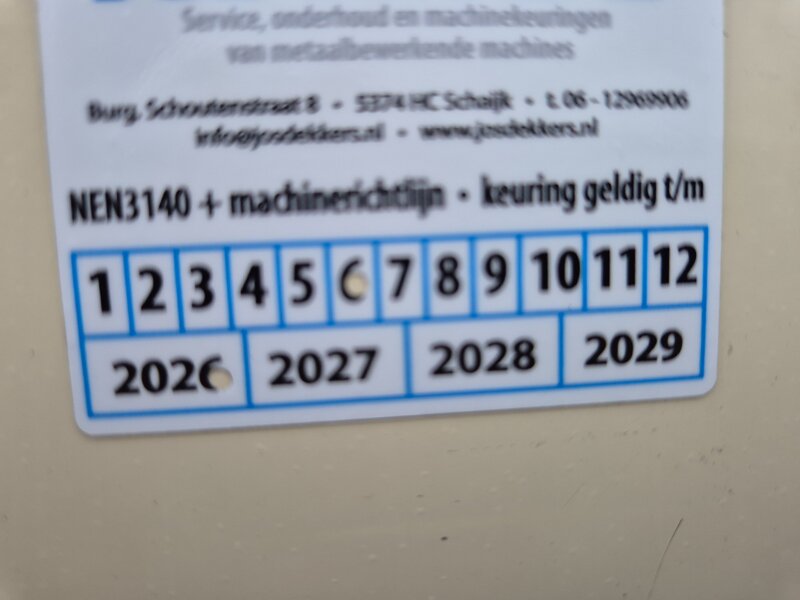 Service, onderhoud en machinekeuringen
van metaalbewerkende machines
Burg. Schoutenstraat 8 • 5374 HC Schaijk • t. 06 - 12969906
info@josdekkers.nl • www.josdekkers.nl
NEN3140 + machinerichtlijn • keuring geldig t/m
1 2 3 4 5 6 7 8 9 10 11 12
2026 2027 2028 2029